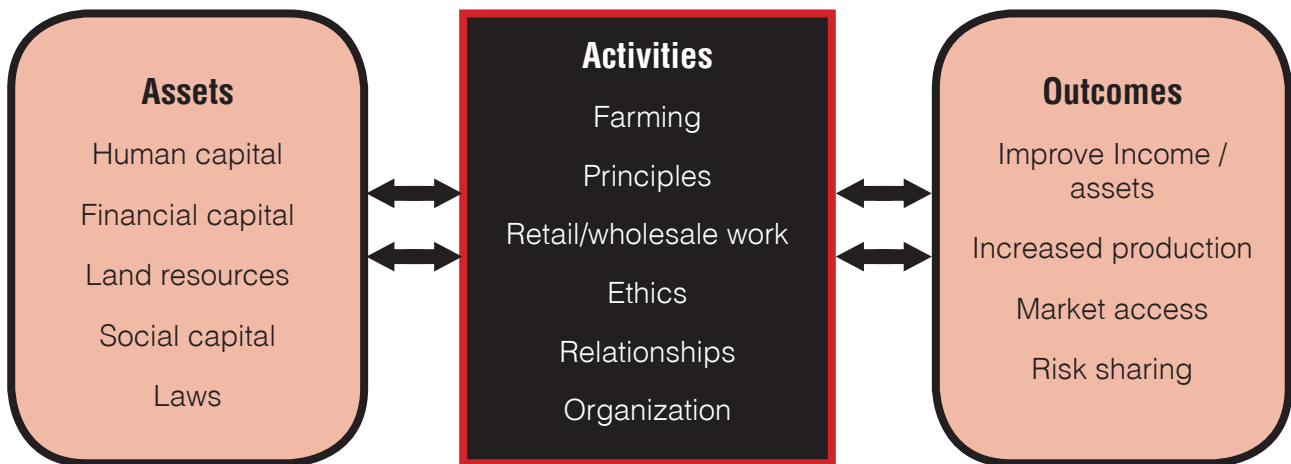 Assets
Human capital
Financial capital
Land resources
Social capital
Laws
Activities
Farming
Principles
Retail/wholesale work
Ethics
Relationships
Organization
Outcomes
Improve Income /
assets
Increased production
Market access
Risk sharing